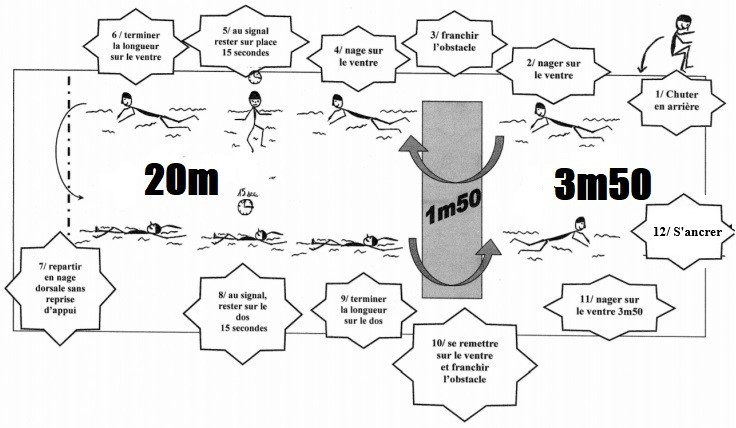 1/ Chuter
en arrière
2/ nager sur
le ventre
3/ franchir
l'obstacle
4/ nage sur
le ventre
5/ au signal
rester sur place
15 secondes
6/ terminer
la longueur
sur le ventre
20m
15 sec
1m50
3m50
7/ repartir
en nage
dorsale sans
reprise
d'appui
8/ au signal,
rester sur le
dos
15 secondes
9/ terminer
la longueur
sur le dos
10/ se remettre
sur le ventre
et franchir
l'obstacle
11/ nager sur
le ventre 3m50
12/ S'ancrer